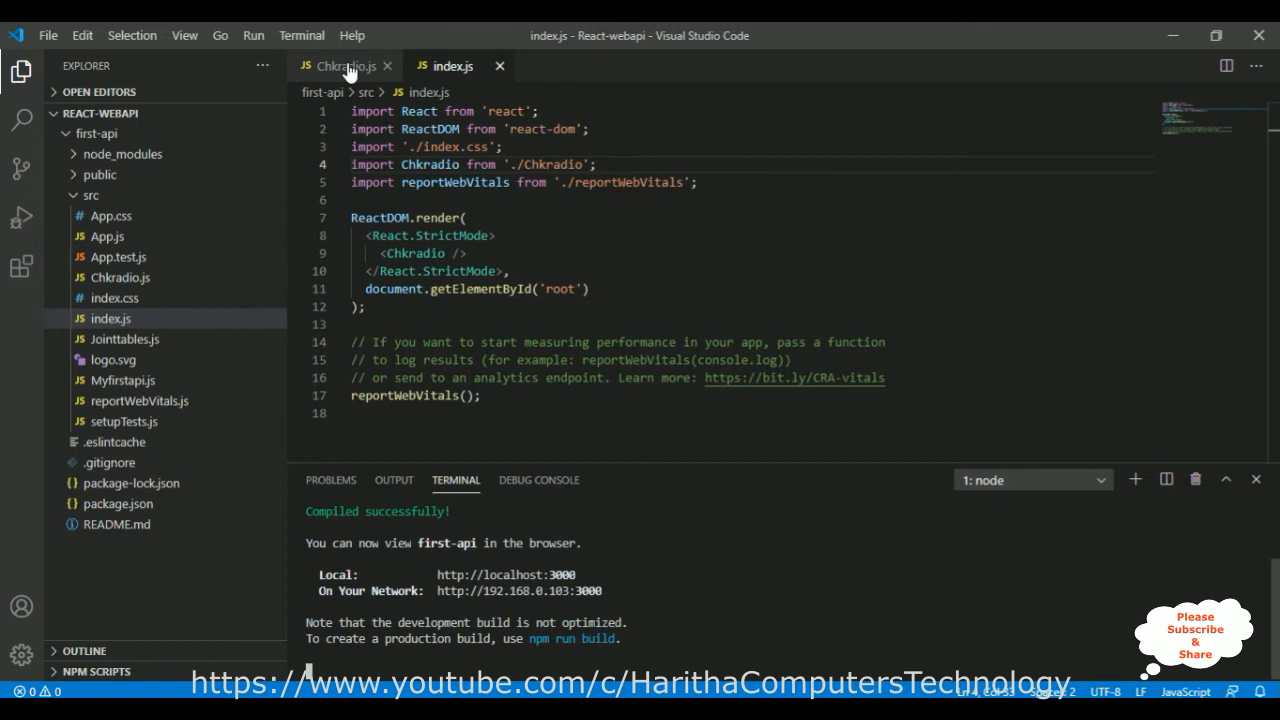 File Edit Selection View Go Run Terminal Help
index.js - React-webapi - Visual Studio Code
EXPLORER
OPEN EDITORS
REACT-WEBAPI
first-api
node_modules
public
src
App.css
App.js
App.test.js
Chkradio.js
index.css
index.js
Jointtables.js
logo.svg
Myfirstapi.js
reportWebVitals.js
setupTests.js
.eslintcache
.gitignore
package-lock.json
package.json
README.md
OUTLINE
NPM SCRIPTS
JS Chkradio.js JS index.js
first-api > src > JS index.js
1 import React from 'react';
2 import ReactDOM from 'react-dom';
3 import './index.css';
4 import Chkradio from './Chkradio';
5 import reportWebVitals from './reportWebVitals';
6
7 ReactDOM.render(
8 <React.StrictMode>
9 <Chkradio />
10 </React.StrictMode>,
11 document.getElementById('root')
12 );
13
14 // If you want to start measuring performance in your app, pass a function
15 // to log results (for example: reportWebVitals(console.log))
16 // or send to an analytics endpoint. Learn more: https://bit.ly/CRA-vitals
17 reportWebVitals();
18
PROBLEMS OUTPUT TERMINAL DEBUG CONSOLE
1: node
Compiled successfully!
You can now view first-api in the browser.
Local: http://localhost:3000
On Your Network: http://192.168.0.103:3000
Note that the development build is not optimized.
To create a production build, use npm run build.
Please
Subscribe
&
Share
https://www.youtube.com/c/HarithaComputersTechnology
0 0
Ln 4, Col 33 Spaces: 2 UTF-8 LF JavaScript